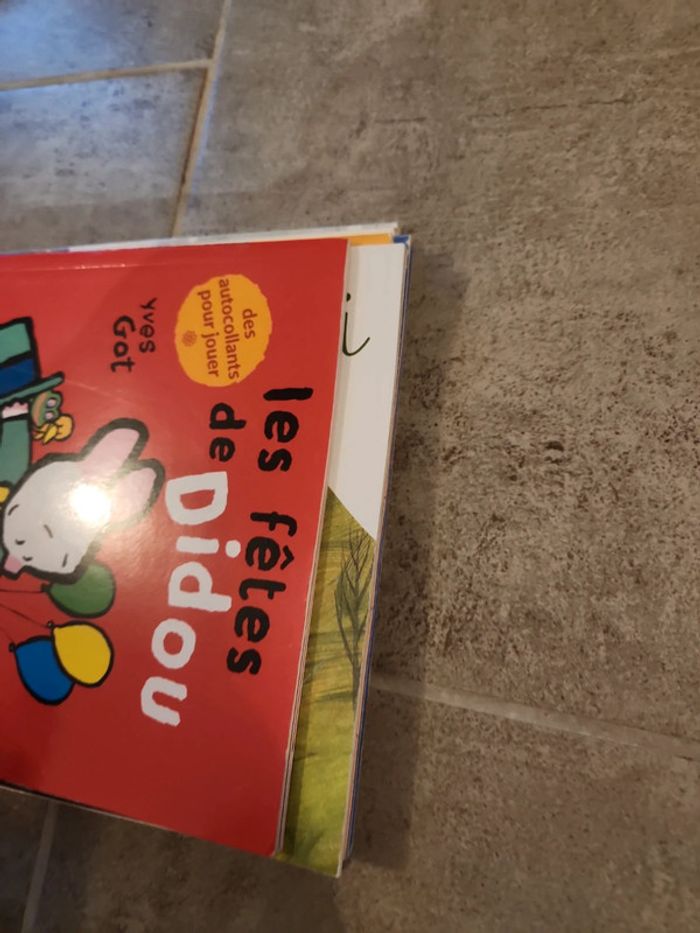 les fêtes
de Didou
des
autocollants
pour jouer
Yves
Got